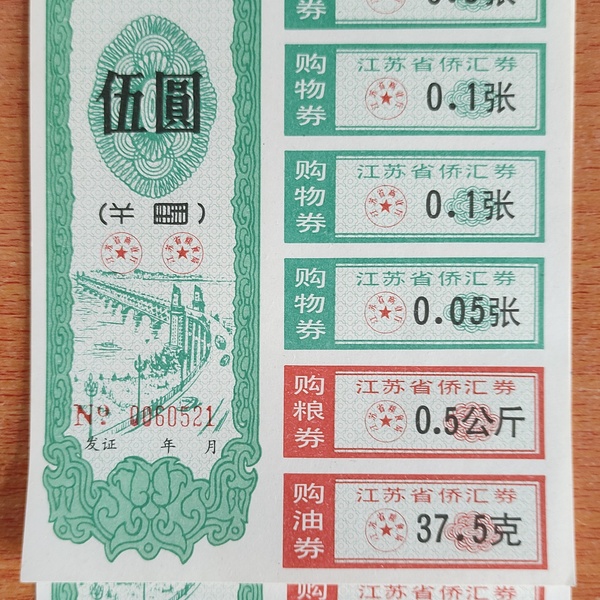 伍圓
(半圓)
Nº 0060521
发证 年 月
券
购物券
江苏省侨汇券
0.1张
购物券
江苏省侨汇券
0.1张
购物券
江苏省侨汇券
0.05张
购粮券
江苏省侨汇券
0.5公斤
购油券
江苏省侨汇券
37.5克
购
江苏省侨汇券